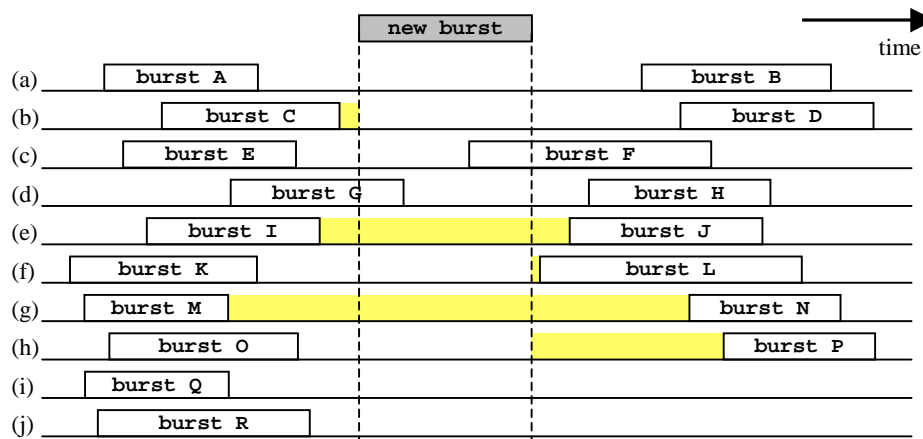 new burst
time
(a) burst A burst B
(b) burst C burst D
(c) burst E burst F
(d) burst G burst H
(e) burst I burst J
(f) burst K burst L
(g) burst M burst N
(h) burst O burst P
(i) burst Q
(j) burst R